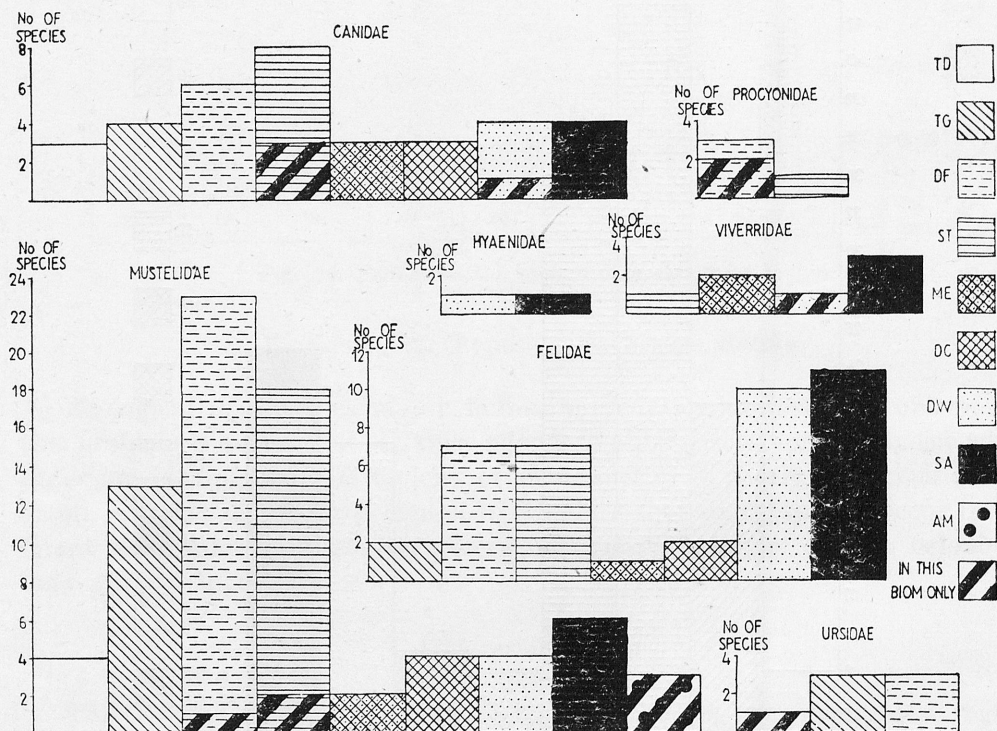 No OF
SPECIES
CANIDAE
8
6
4
2
No OF
SPECIES
PROCYONIDAE
4
2
TD
TG
DF
ST
ME
DC
DW
SA
AM
IN THIS
BIOM ONLY
No OF
SPECIES
MUSTELIDAE
24
22
20
18
16
14
12
10
8
6
4
2
No OF
SPECIES
HYAENIDAE
2
No OF
SPECIES
VIVERRIDAE
4
2
No OF
SPECIES
FELIDAE
12
10
8
6
4
2
No OF
SPECIES
URSIDAE
4
2